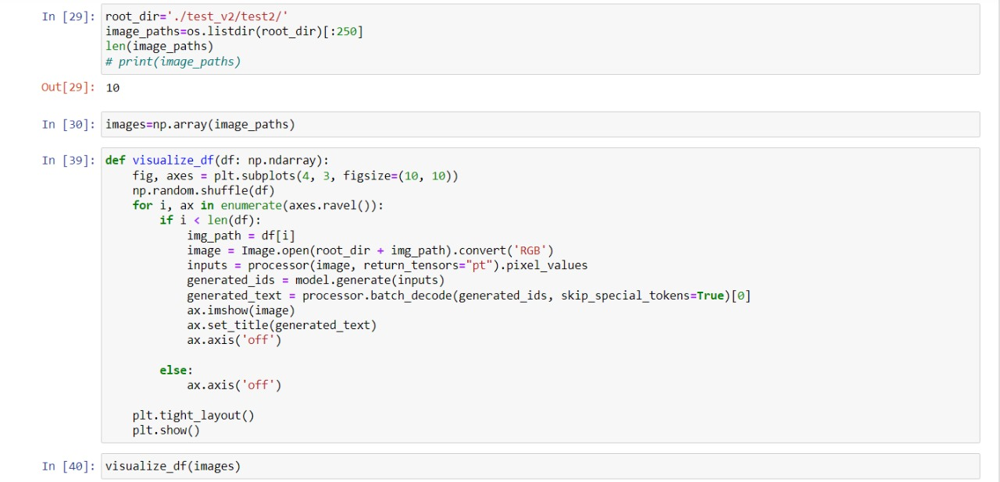 In [29]: root_dir='./test_v2/test2/'
image_paths=os.listdir(root_dir)[:250]
len(image_paths)
# print(image_paths)
Out[29]: 10
In [30]: images=np.array(image_paths)
In [39]: def visualize_df(df: np.ndarray):
    fig, axes = plt.subplots(4, 3, figsize=(10, 10))
    np.random.shuffle(df)
    for i, ax in enumerate(axes.ravel()):
        if i < len(df):
            img_path = df[i]
            image = Image.open(root_dir + img_path).convert('RGB')
            inputs = processor(image, return_tensors="pt").pixel_values
            generated_ids = model.generate(inputs)
            generated_text = processor.batch_decode(generated_ids, skip_special_tokens=True)[0]
            ax.imshow(image)
            ax.set_title(generated_text)
            ax.axis('off')
        else:
            ax.axis('off')
    plt.tight_layout()
    plt.show()
In [40]: visualize_df(images)